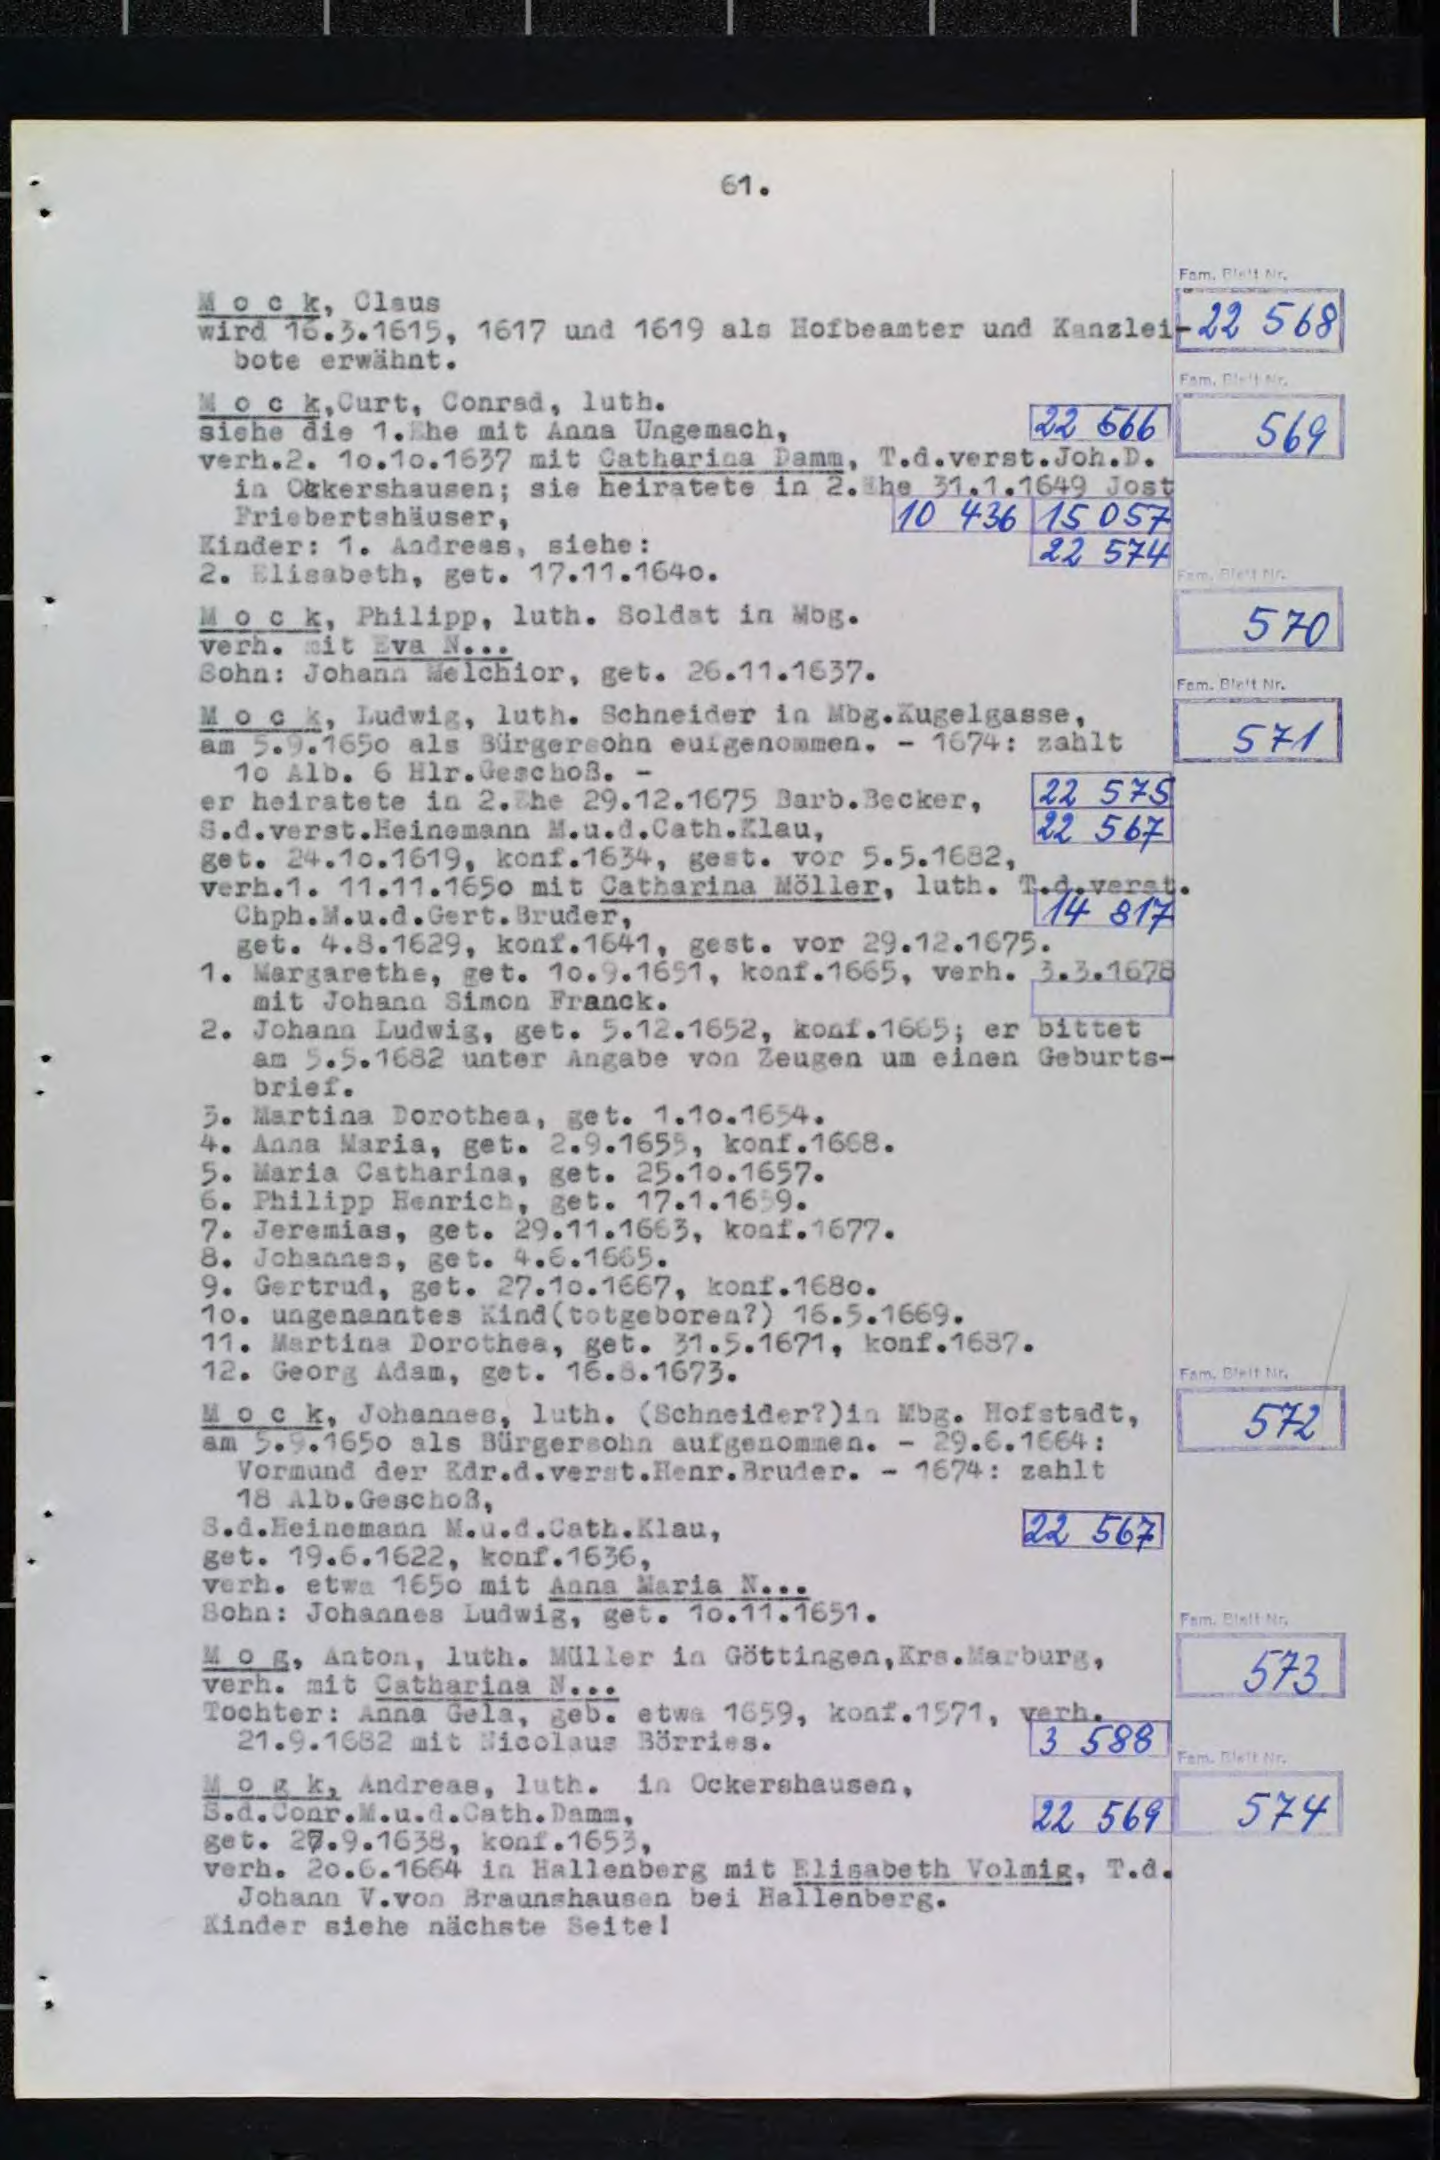 61.
Fam. Blatt Nr.
M o c k, Claus
wird 16.3.1615, 1617 und 1619 als Hofbeamter und Kanzlei- 22 568
bote erwähnt.
Fam. Blatt Nr.
M o c k,Curt, Conrad, luth.
siehe die 1.Ehe mit Anna Ungemach, 22 566 569
verh.2. 1o.1o.1637 mit Catharina Damm, T.d.verst.Joh.D.
in Ockershausen; sie heiratete in 2.Ehe 31.1.1649 Jost
Friebertshäuser, 10 436 15 057
Kinder: 1. Andreas, siehe: 22 574
2. Elisabeth, get. 17.11.164o.
Fam. Blatt Nr.
M o c k, Philipp, luth. Soldat in Mbg. 570
verh. mit Eva N...
Sohn: Johann Melchior, get. 26.11.1637.
Fam. Blatt Nr.
M o c k, Ludwig, luth. Schneider in Mbg.Kugelgasse,
am 5.9.165o als Bürgersohn aufgenommen. - 1674: zahlt 571
1o Alb. 6 Hlr.Geschoß. -
er heiratete in 2.Ehe 29.12.1675 Barb.Becker, 22 575
S.d.verst.Heinemann M.u.d.Cath.Klau, 22 567
get. 24.1o.1619, konf.1634, gest. vor 5.5.1682,
verh.1. 11.11.165o mit Catharina Möller, luth. T.d.verst.
Chph.M.u.d.Gert.Bruder, 14 817
get. 4.8.1629, konf.1641, gest. vor 29.12.1675.
1. Margarethe, get. 1o.9.1651, konf.1665, verh. 3.3.1678
mit Johann Simon Franck.
2. Johann Ludwig, get. 5.12.1652, konf.1665; er bittet
am 5.5.1682 unter Angabe von Zeugen um einen Geburts-
brief.
3. Martina Dorothea, get. 1.1o.1654.
4. Anna Maria, get. 2.9.1655, konf.1668.
5. Maria Catharina, get. 25.1o.1657.
6. Philipp Henrich, get. 17.1.1659.
7. Jeremias, get. 29.11.1663, konf.1677.
8. Johannes, get. 4.6.1665.
9. Gertrud, get. 27.1o.1667, konf.168o.
1o. ungenanntes Kind(totgeboren?) 16.5.1669.
11. Martina Dorothea, get. 31.5.1671, konf.1687.
12. Georg Adam, get. 16.8.1673.
Fam. Blatt Nr.
M o c k, Johannes, luth. (Schneider?)in Mbg. Hofstadt, 572
am 5.9.165o als Bürgersohn aufgenommen. - 29.6.1664:
Vormund der Kdr.d.verst.Henr.Bruder. - 1674: zahlt
18 Alb.Geschoß,
S.d.Heinemann M.u.d.Cath.Klau, 22 567
get. 19.6.1622, konf.1636,
verh. etwa 165o mit Anna Maria N...
Sohn: Johannes Ludwig, get. 1o.11.1651.
Fam. Blatt Nr.
M o g, Anton, luth. Müller in Göttingen,Krs.Marburg,
verh. mit Catharina N... 573
Tochter: Anna Gela, geb. etwa 1659, konf.1571, verh.
21.9.1682 mit Nicolaus Börries. 3 588
Fam. Blatt Nr.
M o g k, Andreas, luth. in Ockershausen,
S.d.Conr.M.u.d.Cath.Damm, 22 569 574
get. 27.9.1638, konf.1653,
verh. 2o.6.1664 in Hallenberg mit Elisabeth Volmig, T.d.
Johann V.von Braunshausen bei Hallenberg.
Kinder siehe nächste Seite!